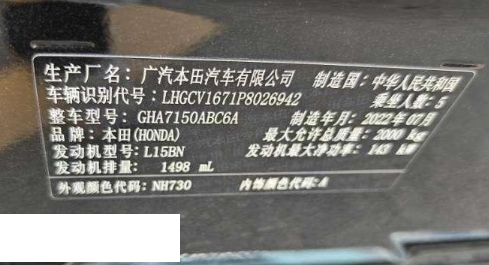 生产厂名：广汽本田汽车有限公司 制造国：中华人民共和国
车辆识别代号：LHGCV1671P8026942 乘坐人数：5
整车型号：GHA7150ABC6A 制造年月：2022年07月
品牌：本田(HONDA) 最大允许总质量：2000 kg
发动机型号：L15BN 发动机最大净功率：143 kW
发动机排量：1498 mL
外观颜色代码：NH730 内饰颜色代码：A